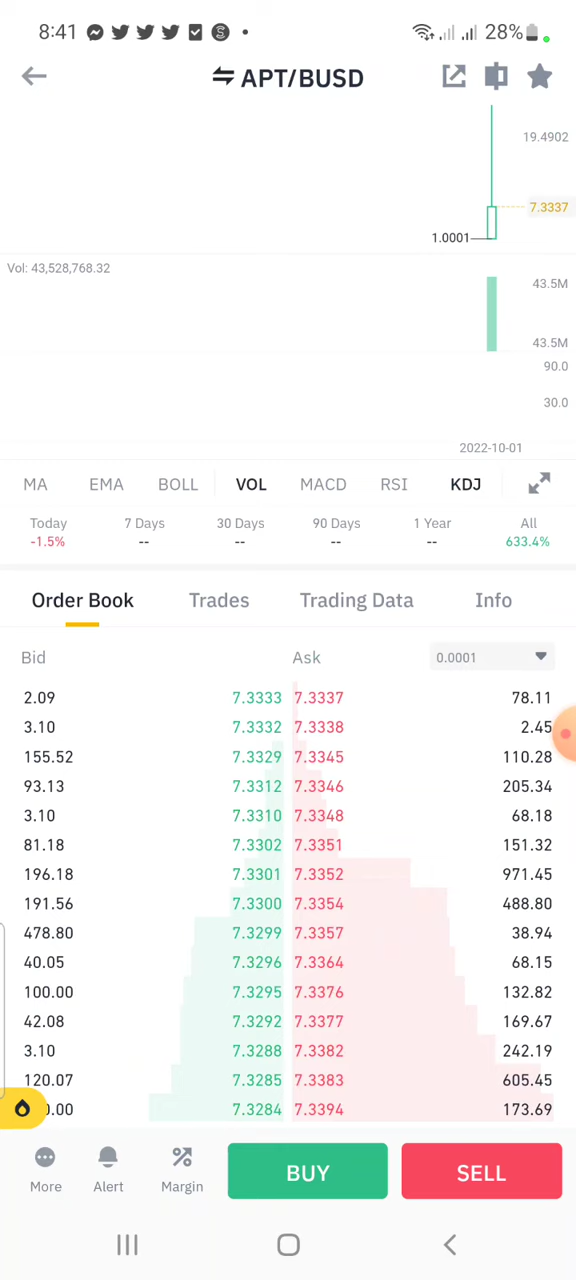 8:41 28%
APT/BUSD
19.4902
7.3337
1.0001
Vol: 43,528,768.32
43.5M
43.5M
90.0
30.0
2022-10-01
MA EMA BOLL VOL MACD RSI KDJ
Today 7 Days 30 Days 90 Days 1 Year All
-1.5% -- -- -- -- 633.4%
Order Book Trades Trading Data Info
Bid Ask 0.0001
2.09 7.3333 7.3337 78.11
3.10 7.3332 7.3338 2.45
155.52 7.3329 7.3345 110.28
93.13 7.3312 7.3346 205.34
3.10 7.3310 7.3348 68.18
81.18 7.3302 7.3351 151.32
196.18 7.3301 7.3352 971.45
191.56 7.3300 7.3354 488.80
478.80 7.3299 7.3357 38.94
40.05 7.3296 7.3364 68.15
100.00 7.3295 7.3376 132.82
42.08 7.3292 7.3377 169.67
3.10 7.3288 7.3382 242.19
120.07 7.3285 7.3383 605.45
7.3284 7.3394 173.69
More Alert Margin BUY SELL